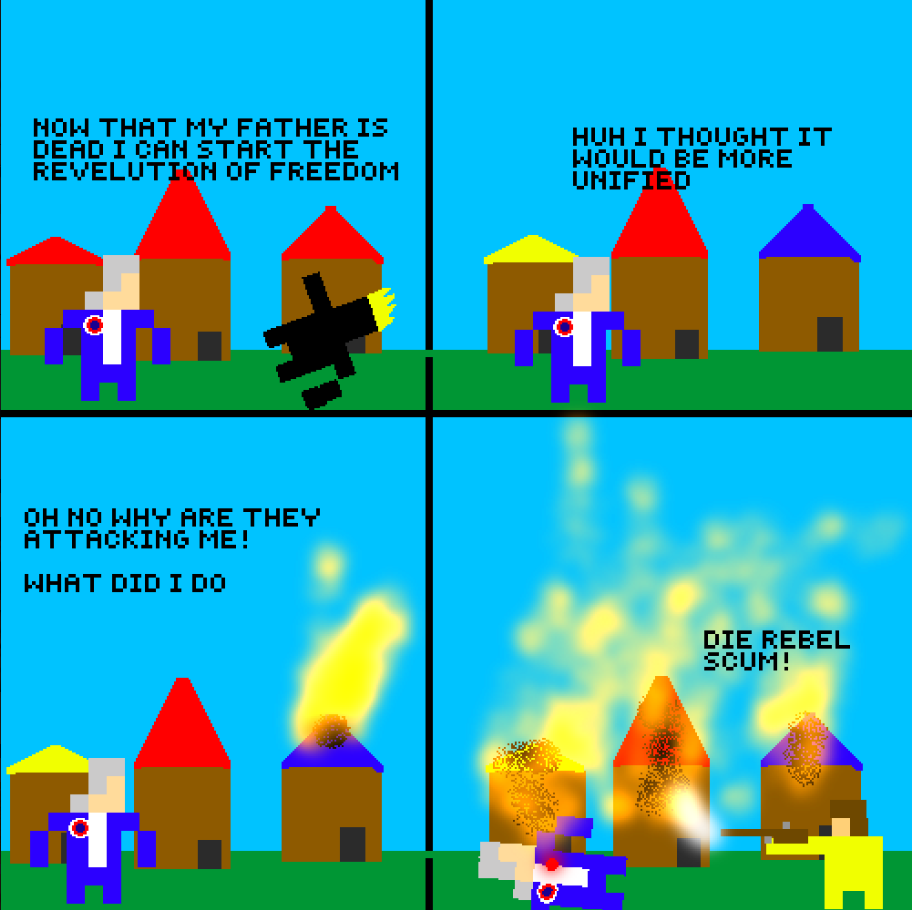 NOW THAT MY FATHER IS
DEAD I CAN START THE
REVELUTION OF FREEDOM
HUH I THOUGHT IT
WOULD BE MORE
UNIFIED
OH NO WHY ARE THEY
ATTACKING ME!
WHAT DID I DO
DIE REBEL
SCUM!